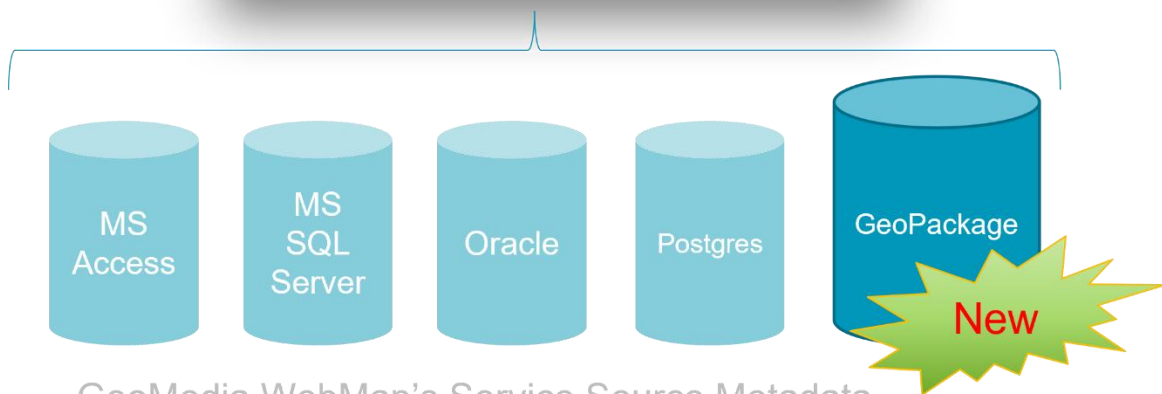 MS
Access
MS
SQL
Server
Oracle
Postgres
GeoPackage
New
GeoMedia WebMap's Service Source Metadata